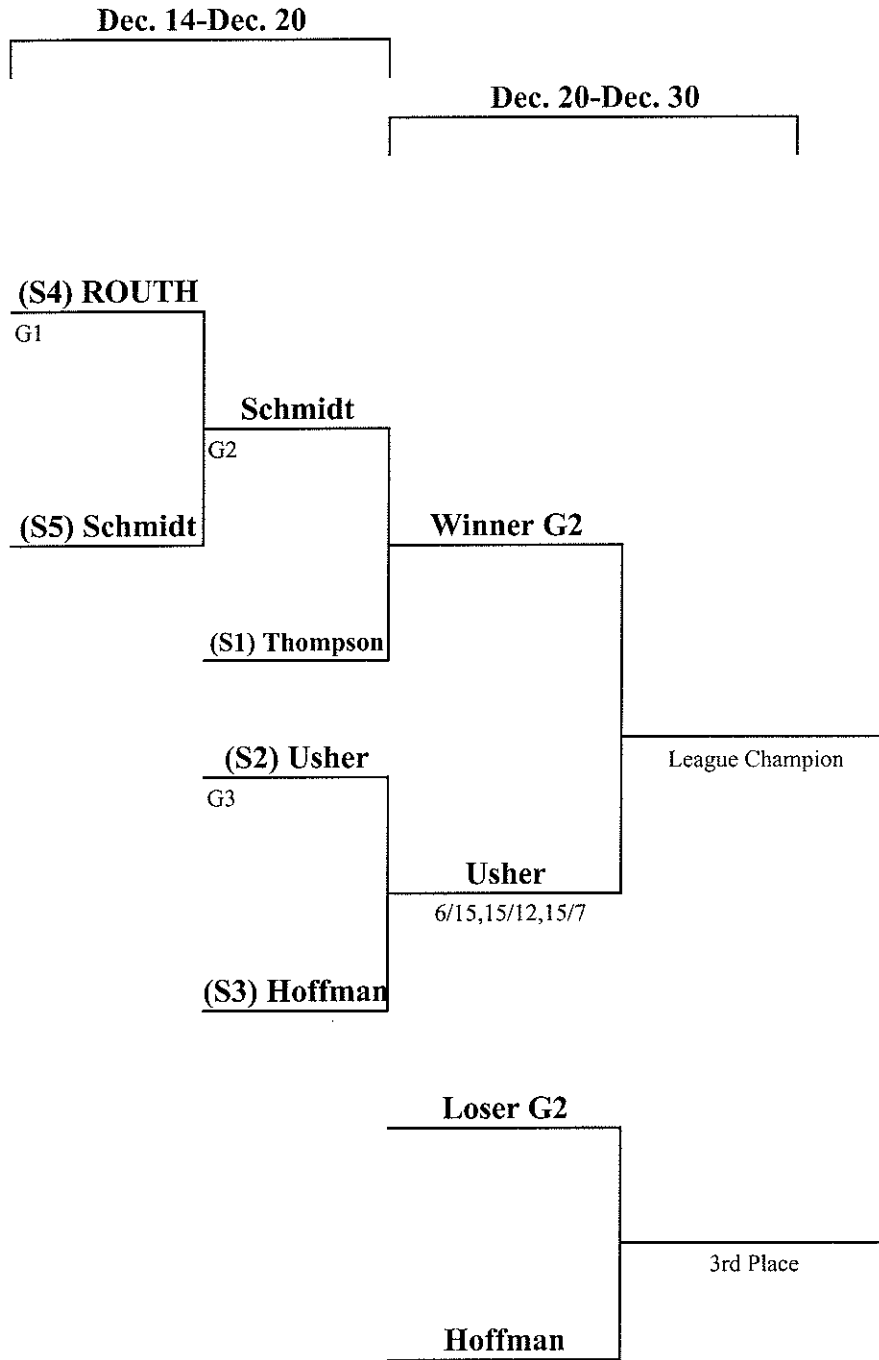 Dec. 14-Dec. 20
Dec. 20-Dec. 30
(S4) ROUTH
G1
Schmidt
G2
(S5) Schmidt
Winner G2
(S1) Thompson
(S2) Usher
G3
League Champion
Usher
6/15,15/12,15/7
(S3) Hoffman
Loser G2
3rd Place
Hoffman